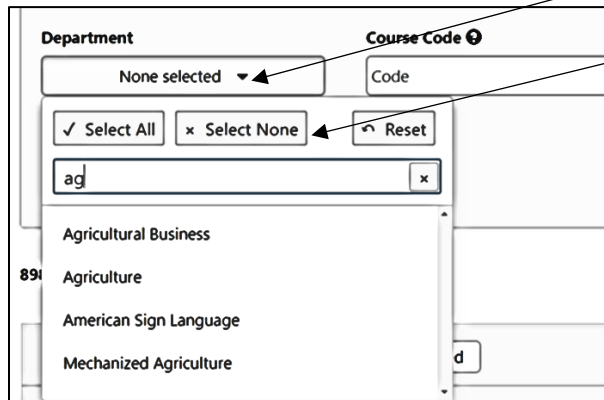 Department
Course Code
None selected
Code
✓ Select All
× Select None
Reset
ag
×
Agricultural Business
Agriculture
American Sign Language
Mechanized Agriculture
898
d